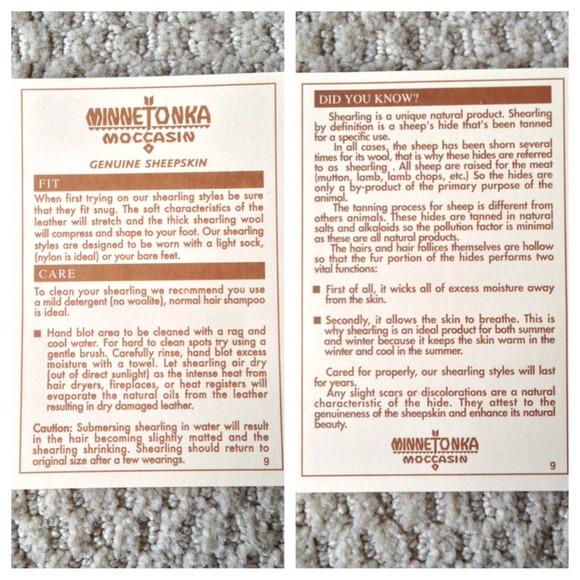 MINNETONKA
MOCCASIN
GENUINE SHEEPSKIN
FIT
When first trying on our shearling styles be sure
that they fit snug. The soft characteristics of the
leather will stretch and the thick shearling wool
will compress and shape to your foot. Our shearling
styles are designed to be worn with a light sock,
(nylon is ideal) or your bare feet.
CARE
To clean your shearling we recommend you use
a mild detergent (no woolite), normal hair shampoo
is ideal.
■ Hand blot area to be cleaned with a rag and
cool water. For hard to clean spots try using a
gentle brush. Carefully rinse, hand blot excess
moisture with a towel. Let shearling air dry
(out of direct sunlight) as the intense heat from
hair dryers, fireplaces, or heat registers will
evaporate the natural oils from the leather
resulting in dry damaged leather.
Caution: Submersing shearling in water will result
in the hair becoming slightly matted and the
shearling shrinking. Shearling should return to
original size after a few wearings.
9
DID YOU KNOW?
Shearling is a unique natural product. Shearling
by definition is a sheep's hide that's been tanned
for a specific use.
In all cases, the sheep has been shorn several
times for its wool, that is why these hides are referred
to as shearling . All sheep are raised for the meat
(mutton, lamb, lamb chops, etc.) So the hides are
only a by-product of the primary purpose of the
animal.
The tanning process for sheep is different from
others animals. These hides are tanned in natural
salts and alkaloids so the pollution factor is minimal
as these are all natural products.
The hairs and hair follices themselves are hollow
so that the fur portion of the hides performs two
vital functions:
■ First of all, it wicks all of excess moisture away
from the skin.
■ Secondly, it allows the skin to breathe. This is
why shearling is an ideal product for both summer
and winter because it keeps the skin warm in the
winter and cool in the summer.
Cared for properly, our shearling styles will last
for years.
Any slight scars or discolorations are a natural
characteristic of the hide. They attest to the
genuineness of the sheepskin and enhance its natural
beauty.
MINNETONKA
MOCCASIN
9